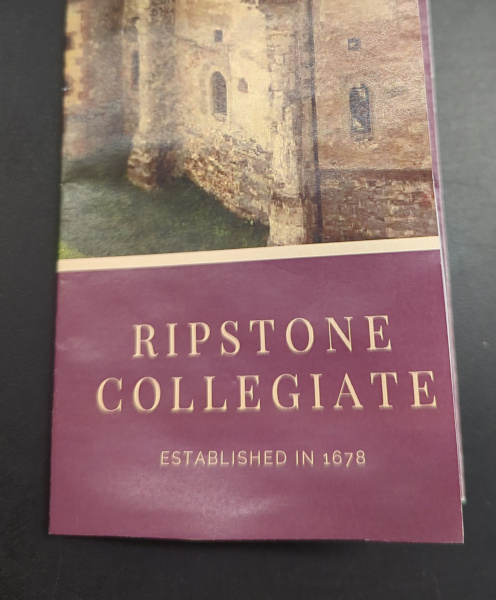 RIPSTONE
COLLEGIATE
ESTABLISHED IN 1678